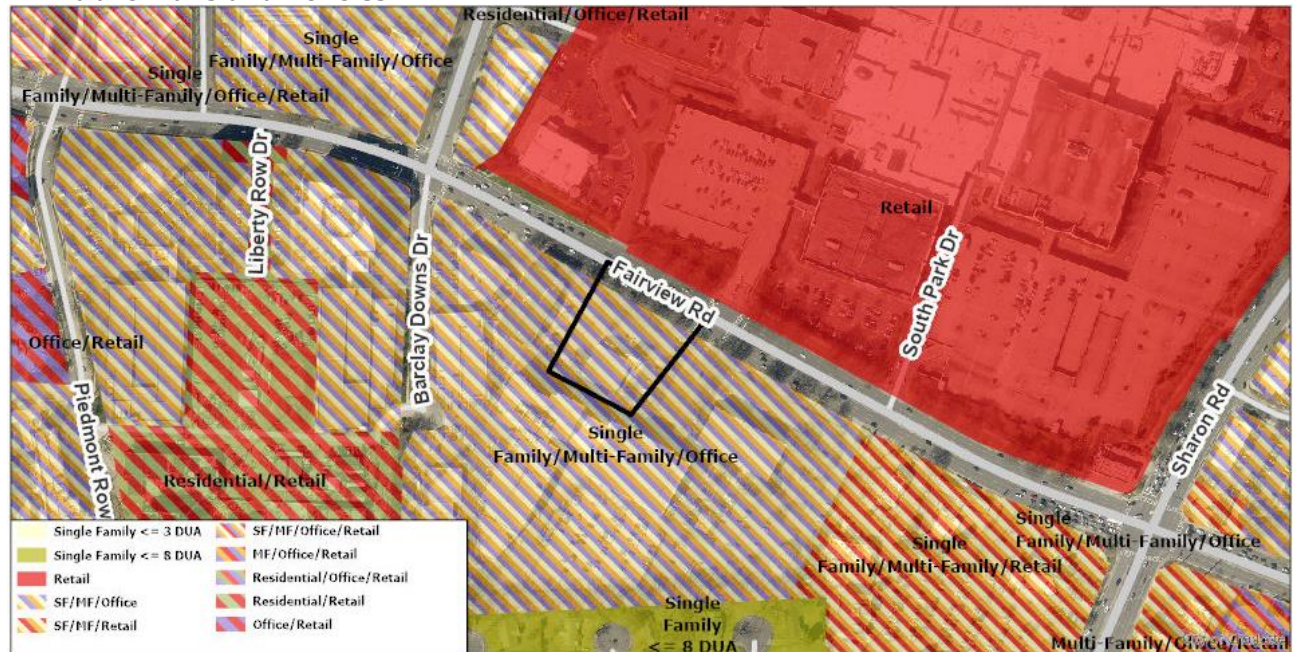 Residential/Office/Retail
Single
Family/Multi-Family/Office
Single
Family/Multi-Family/Office/Retail
Liberty Row Dr
Barclay Downs Dr
Fairview Rd
Retail
South Park Dr
Sharon Rd
Office/Retail
Piedmont Row
Residential/Retail
Single
Family/Multi-Family/Office
Single
Family/Multi-Family/Retail
Single
Family/Multi-Family/Office
Single
Family
<= 8 DUA
Multi-Family/Office/Retail
Single Family <= 3 DUA
Single Family <= 8 DUA
Retail
SF/MF/Office
SF/MF/Retail
SF/MF/Office/Retail
MF/Office/Retail
Residential/Office/Retail
Residential/Retail
Office/Retail